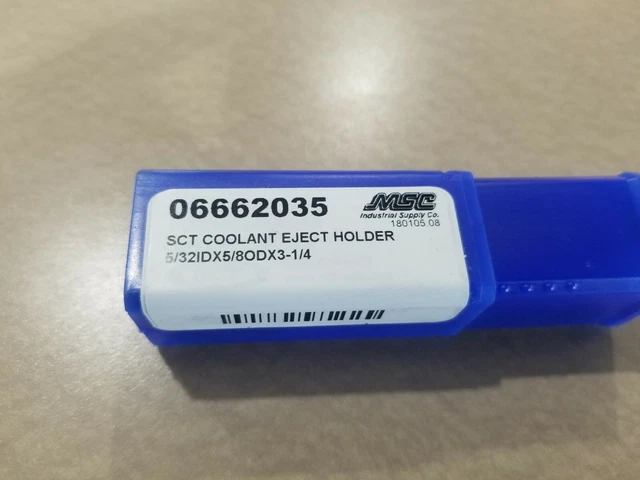 06662035
MSC
Industrial Supply Co.
180105.08
SCT COOLANT EJECT HOLDER
5/32IDX5/8ODX3-1/4